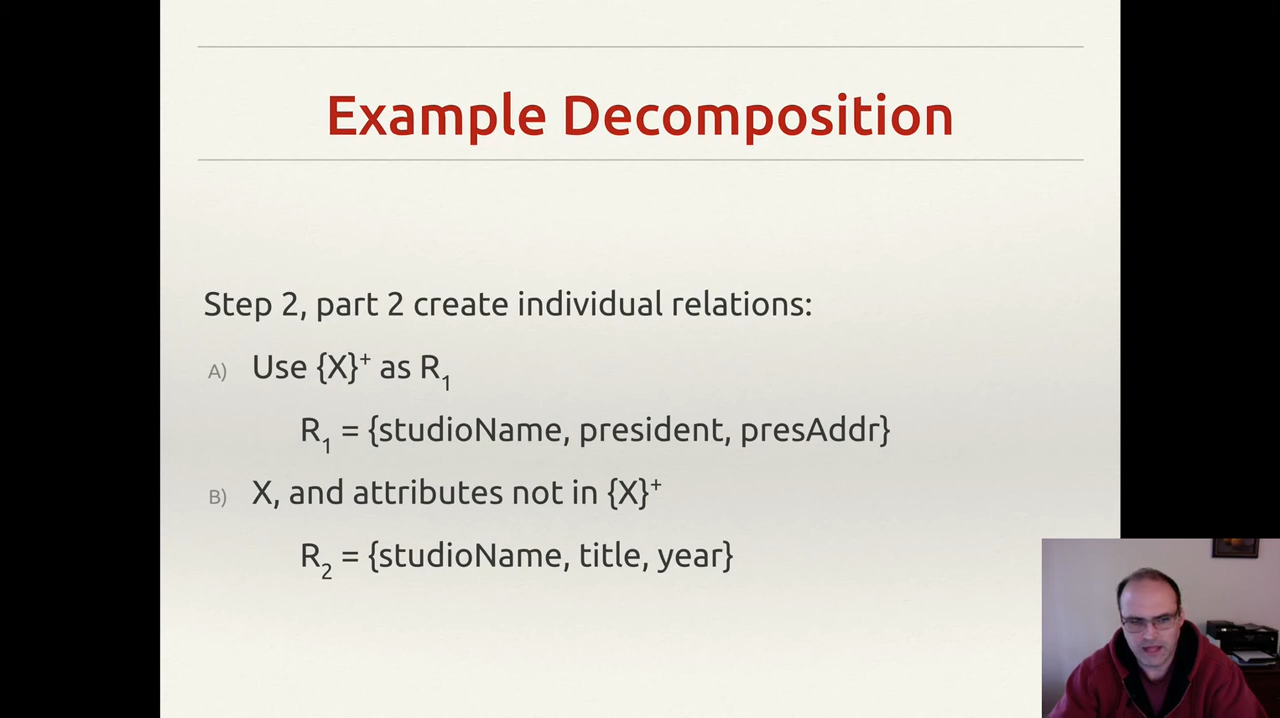 Example Decomposition
Step 2, part 2 create individual relations:
A) Use {X}⁺ as R₁
R₁ = {studioName, president, presAddr}
B) X, and attributes not in {X}⁺
R₂ = {studioName, title, year}